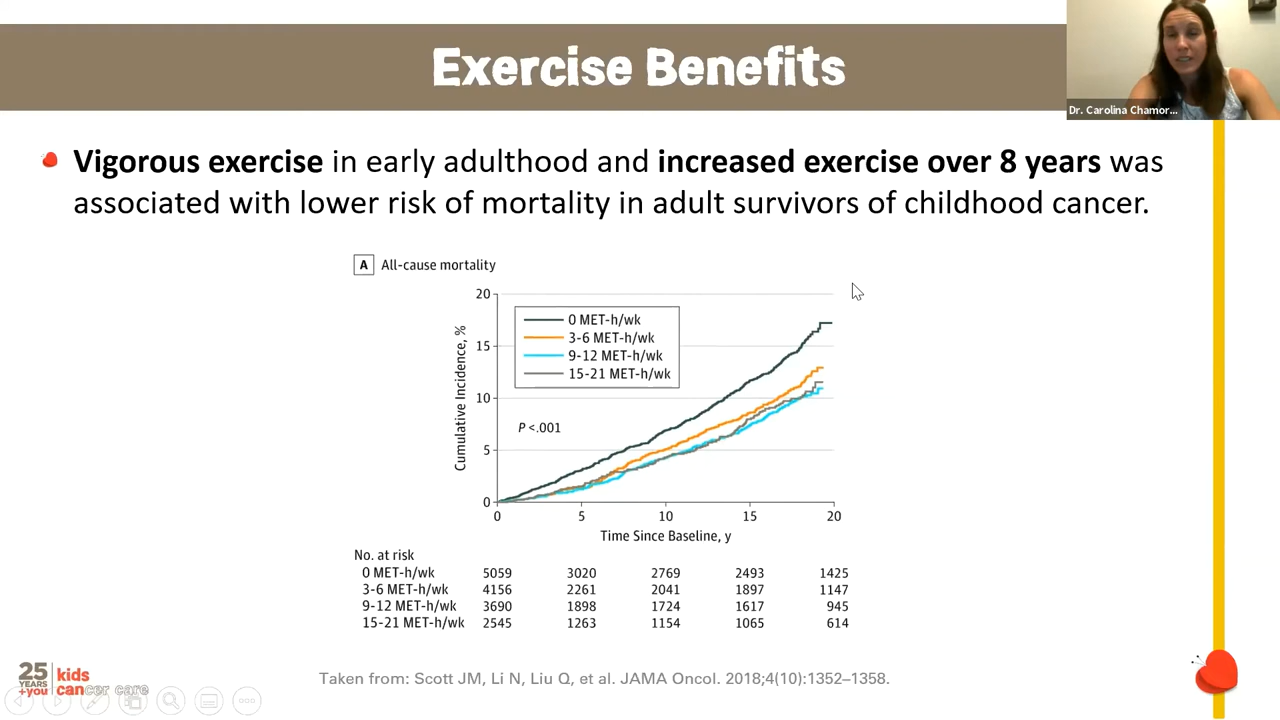 Exercise Benefits
Dr. Carolina Chamor...
Vigorous exercise in early adulthood and increased exercise over 8 years was
associated with lower risk of mortality in adult survivors of childhood cancer.
A All-cause mortality
20
15
10
5
0
Cumulative Incidence, %
0 MET-h/wk
3-6 MET-h/wk
9-12 MET-h/wk
15-21 MET-h/wk
P <.001
0 5 10 15 20
Time Since Baseline, y
No. at risk
0 MET-h/wk 5059 3020 2769 2493 1425
3-6 MET-h/wk 4156 2261 2041 1897 1147
9-12 MET-h/wk 3690 1898 1724 1617 945
15-21 MET-h/wk 2545 1263 1154 1065 614
25
YEARS
+you
kids
cancer care
Taken from: Scott JM, Li N, Liu Q, et al. JAMA Oncol. 2018;4(10):1352–1358.